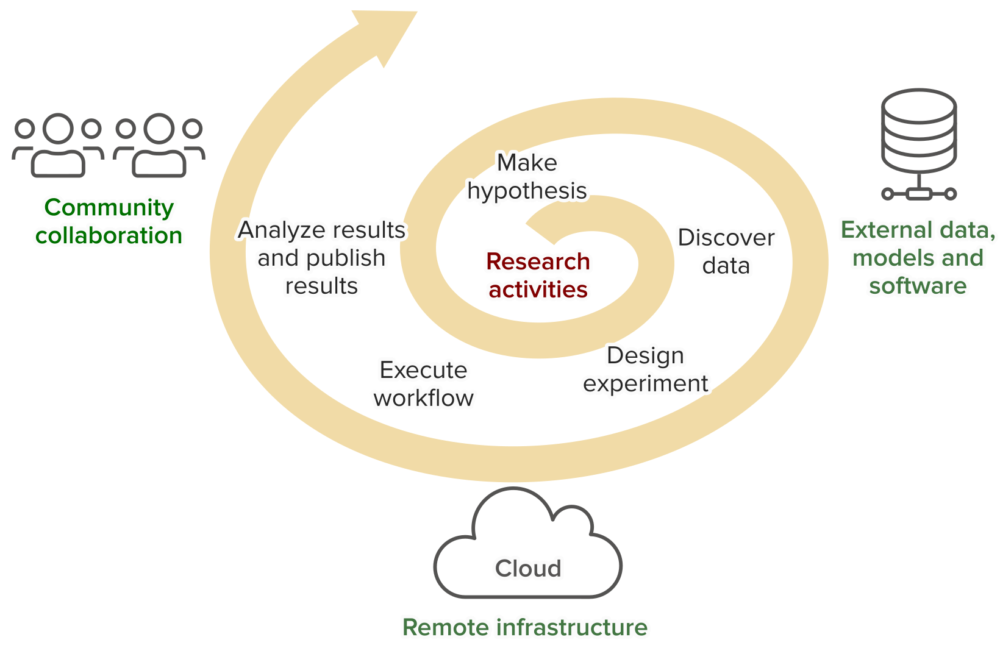 Make
hypothesis
Discover
data
Design
experiment
Execute
workflow
Analyze results
and publish
results
Research
activities
Community
collaboration
External data,
models and
software
Cloud
Remote infrastructure